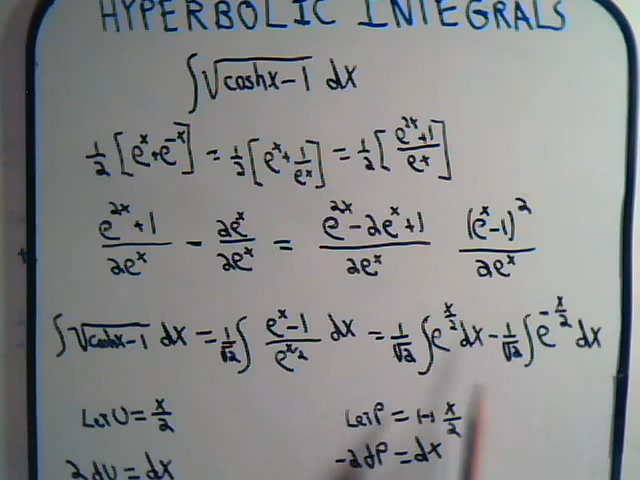 HYPERBOLIC INTEGRALS
∫√(coshx-1) dx
½[eˣ+e⁻ˣ] = ½[eˣ+1/eˣ] = ½[(e²ˣ+1)/eˣ]
(e²ˣ+1)/(2eˣ) - 2eˣ/(2eˣ) = (e²ˣ-2eˣ+1)/(2eˣ) (eˣ-1)²/(2eˣ)
∫√(coshx-1) dx = 1/√2 ∫ (eˣ-1)/e^(x/2) dx = 1/√2 ∫e^(x/2) dx - 1/√2 ∫e^(-x/2) dx
Let U = x/2 Let P = - x/2
2dU = dx -2dP = dx